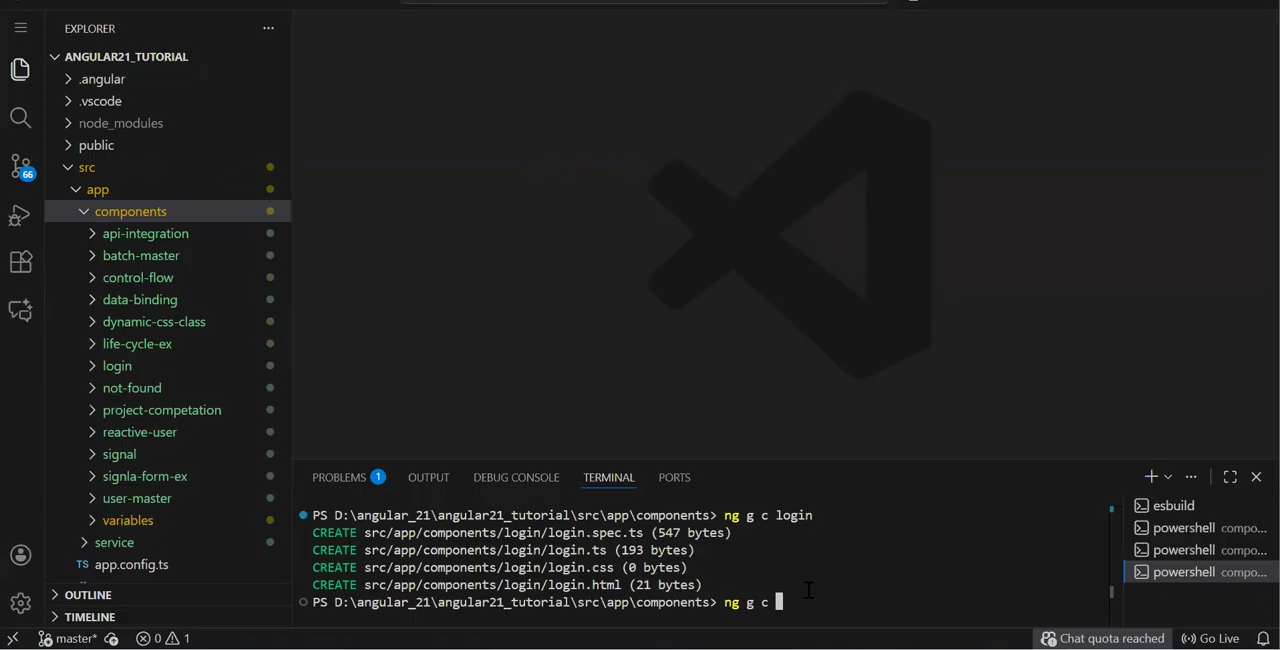 EXPLORER
ANGULAR21_TUTORIAL
.angular
.vscode
node_modules
public
src
app
components
api-integration
batch-master
control-flow
data-binding
dynamic-css-class
life-cycle-ex
login
not-found
project-competation
reactive-user
signal
signla-form-ex
user-master
variables
service
TS app.config.ts
OUTLINE
TIMELINE
66
PROBLEMS 1 OUTPUT DEBUG CONSOLE TERMINAL PORTS
PS D:\angular_21\angular21_tutorial\src\app\components> ng g c login
CREATE src/app/components/login/login.spec.ts (547 bytes)
CREATE src/app/components/login/login.ts (193 bytes)
CREATE src/app/components/login/login.css (0 bytes)
CREATE src/app/components/login/login.html (21 bytes)
PS D:\angular_21\angular21_tutorial\src\app\components> ng g c
esbuild
powershell compo...
powershell compo...
powershell compo...
master* 0 1 Chat quota reached Go Live